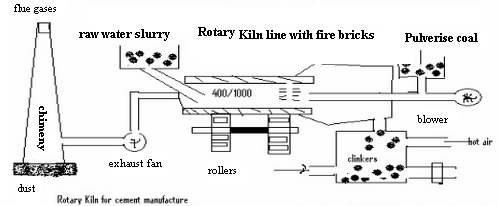 flue gases
raw water slurry
Rotary Kiln line with fire bricks
Pulverise coal
400/1000
chimeny
blower
hot air
exhaust fan
rollers
clinkers
dust
Rotary Kiln for cement manufacture